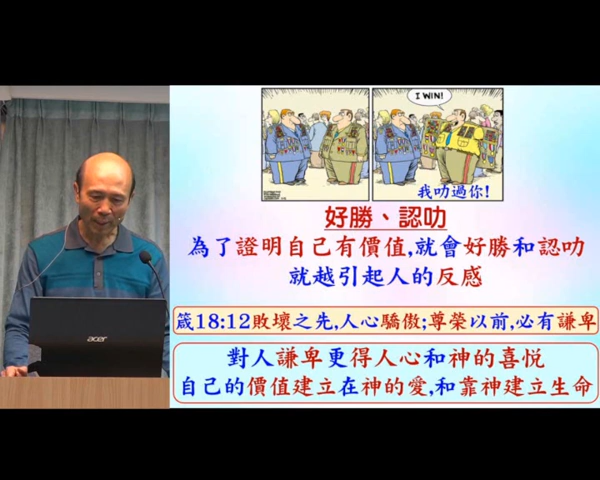 I WIN!
我叻過你!
好勝、認叻
為了證明自己有價值,就會好勝和認叻
就越引起人的反感
箴18:12敗壞之先,人心驕傲;尊榮以前,必有謙卑
對人謙卑更得人心和神的喜悦
自己的價值建立在神的愛,和靠神建立生命
acer